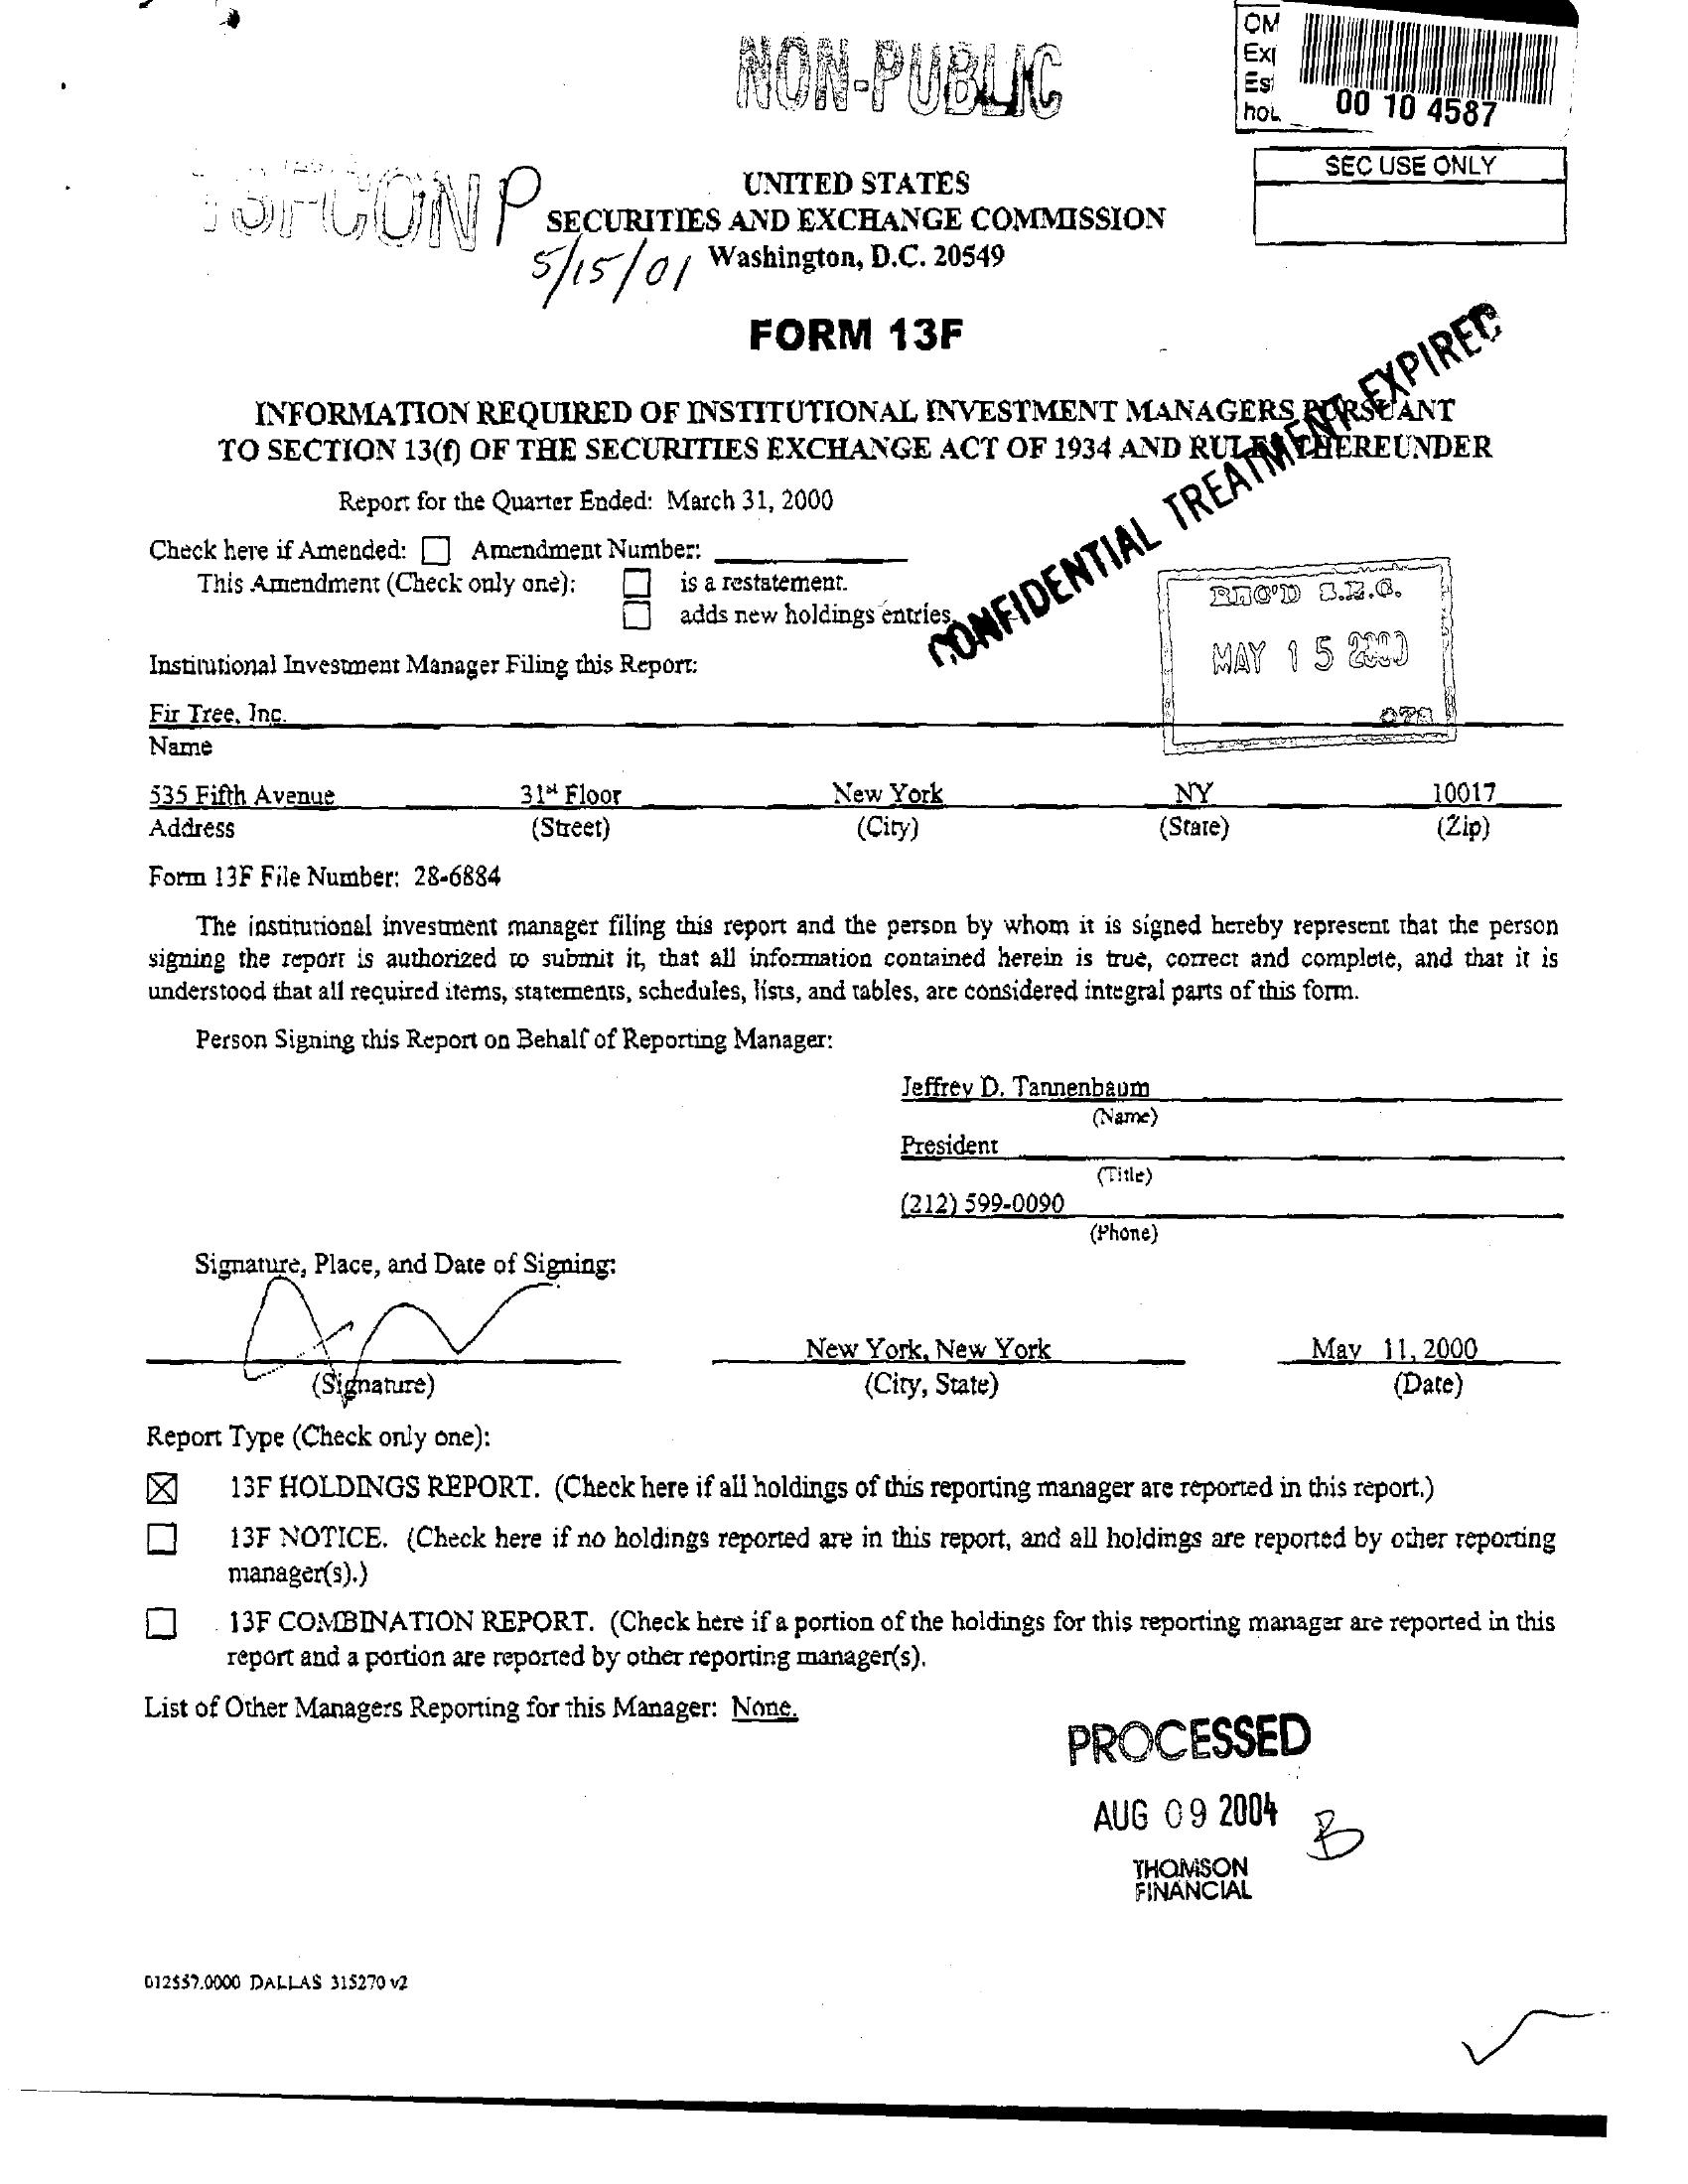 NON-PUBLIC
OM
Exp
Es
hou
00 10 4587
SEC USE ONLY
13FCONP
5/15/01
UNITED STATES
SECURITIES AND EXCHANGE COMMISSION
Washington, D.C. 20549
FORM 13F
INFORMATION REQUIRED OF INSTITUTIONAL INVESTMENT MANAGERS PURSUANT
TO SECTION 13(f) OF THE SECURITIES EXCHANGE ACT OF 1934 AND RULES THEREUNDER
CONFIDENTIAL TREATMENT EXPIRED
Report for the Quarter Ended: March 31, 2000
Check here if Amended: Amendment Number:
This Amendment (Check only one): is a restatement.
adds new holdings entries.
REC'D S.E.C.
MAY 15 2000
Institutional Investment Manager Filing this Report:
Fir Tree, Inc.
Name
535 Fifth Avenue 31st Floor New York NY 10017
Address (Street) (City) (State) (Zip)
Form 13F File Number: 28-6884
The institutional investment manager filing this report and the person by whom it is signed hereby represent that the person
signing the report is authorized to submit it, that all information contained herein is true, correct and complete, and that it is
understood that all required items, statements, schedules, lists, and tables, are considered integral parts of this form.
Person Signing this Report on Behalf of Reporting Manager:
Jeffrey D. Tannenbaum
(Name)
President
(Title)
(212) 599-0090
(Phone)
Signature, Place, and Date of Signing:
New York, New York May 11, 2000
(Signature) (City, State) (Date)
Report Type (Check only one):
13F HOLDINGS REPORT. (Check here if all holdings of this reporting manager are reported in this report.)
13F NOTICE. (Check here if no holdings reported are in this report, and all holdings are reported by other reporting
manager(s).)
13F COMBINATION REPORT. (Check here if a portion of the holdings for this reporting manager are reported in this
report and a portion are reported by other reporting manager(s).
List of Other Managers Reporting for this Manager: None.
PROCESSED
AUG 09 2004
B
THOMSON
FINANCIAL
012557.0000 DALLAS 315270 v2